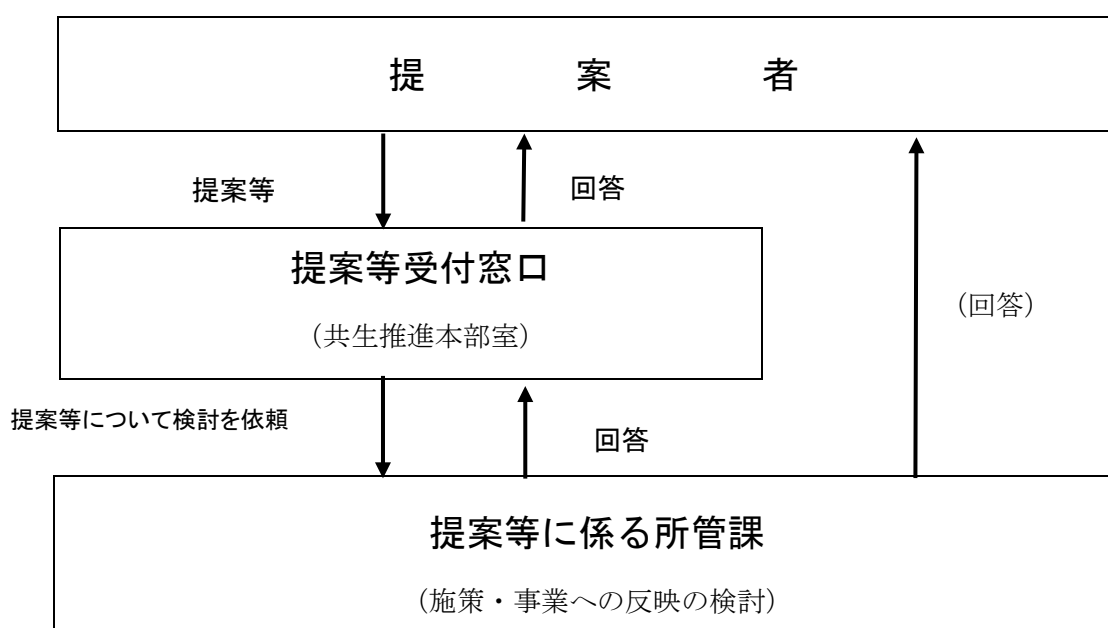 提案者
提案等
回答
提案等受付窓口
（共生推進本部室）
（回答）
提案等について検討を依頼
回答
提案等に係る所管課
（施策・事業への反映の検討）